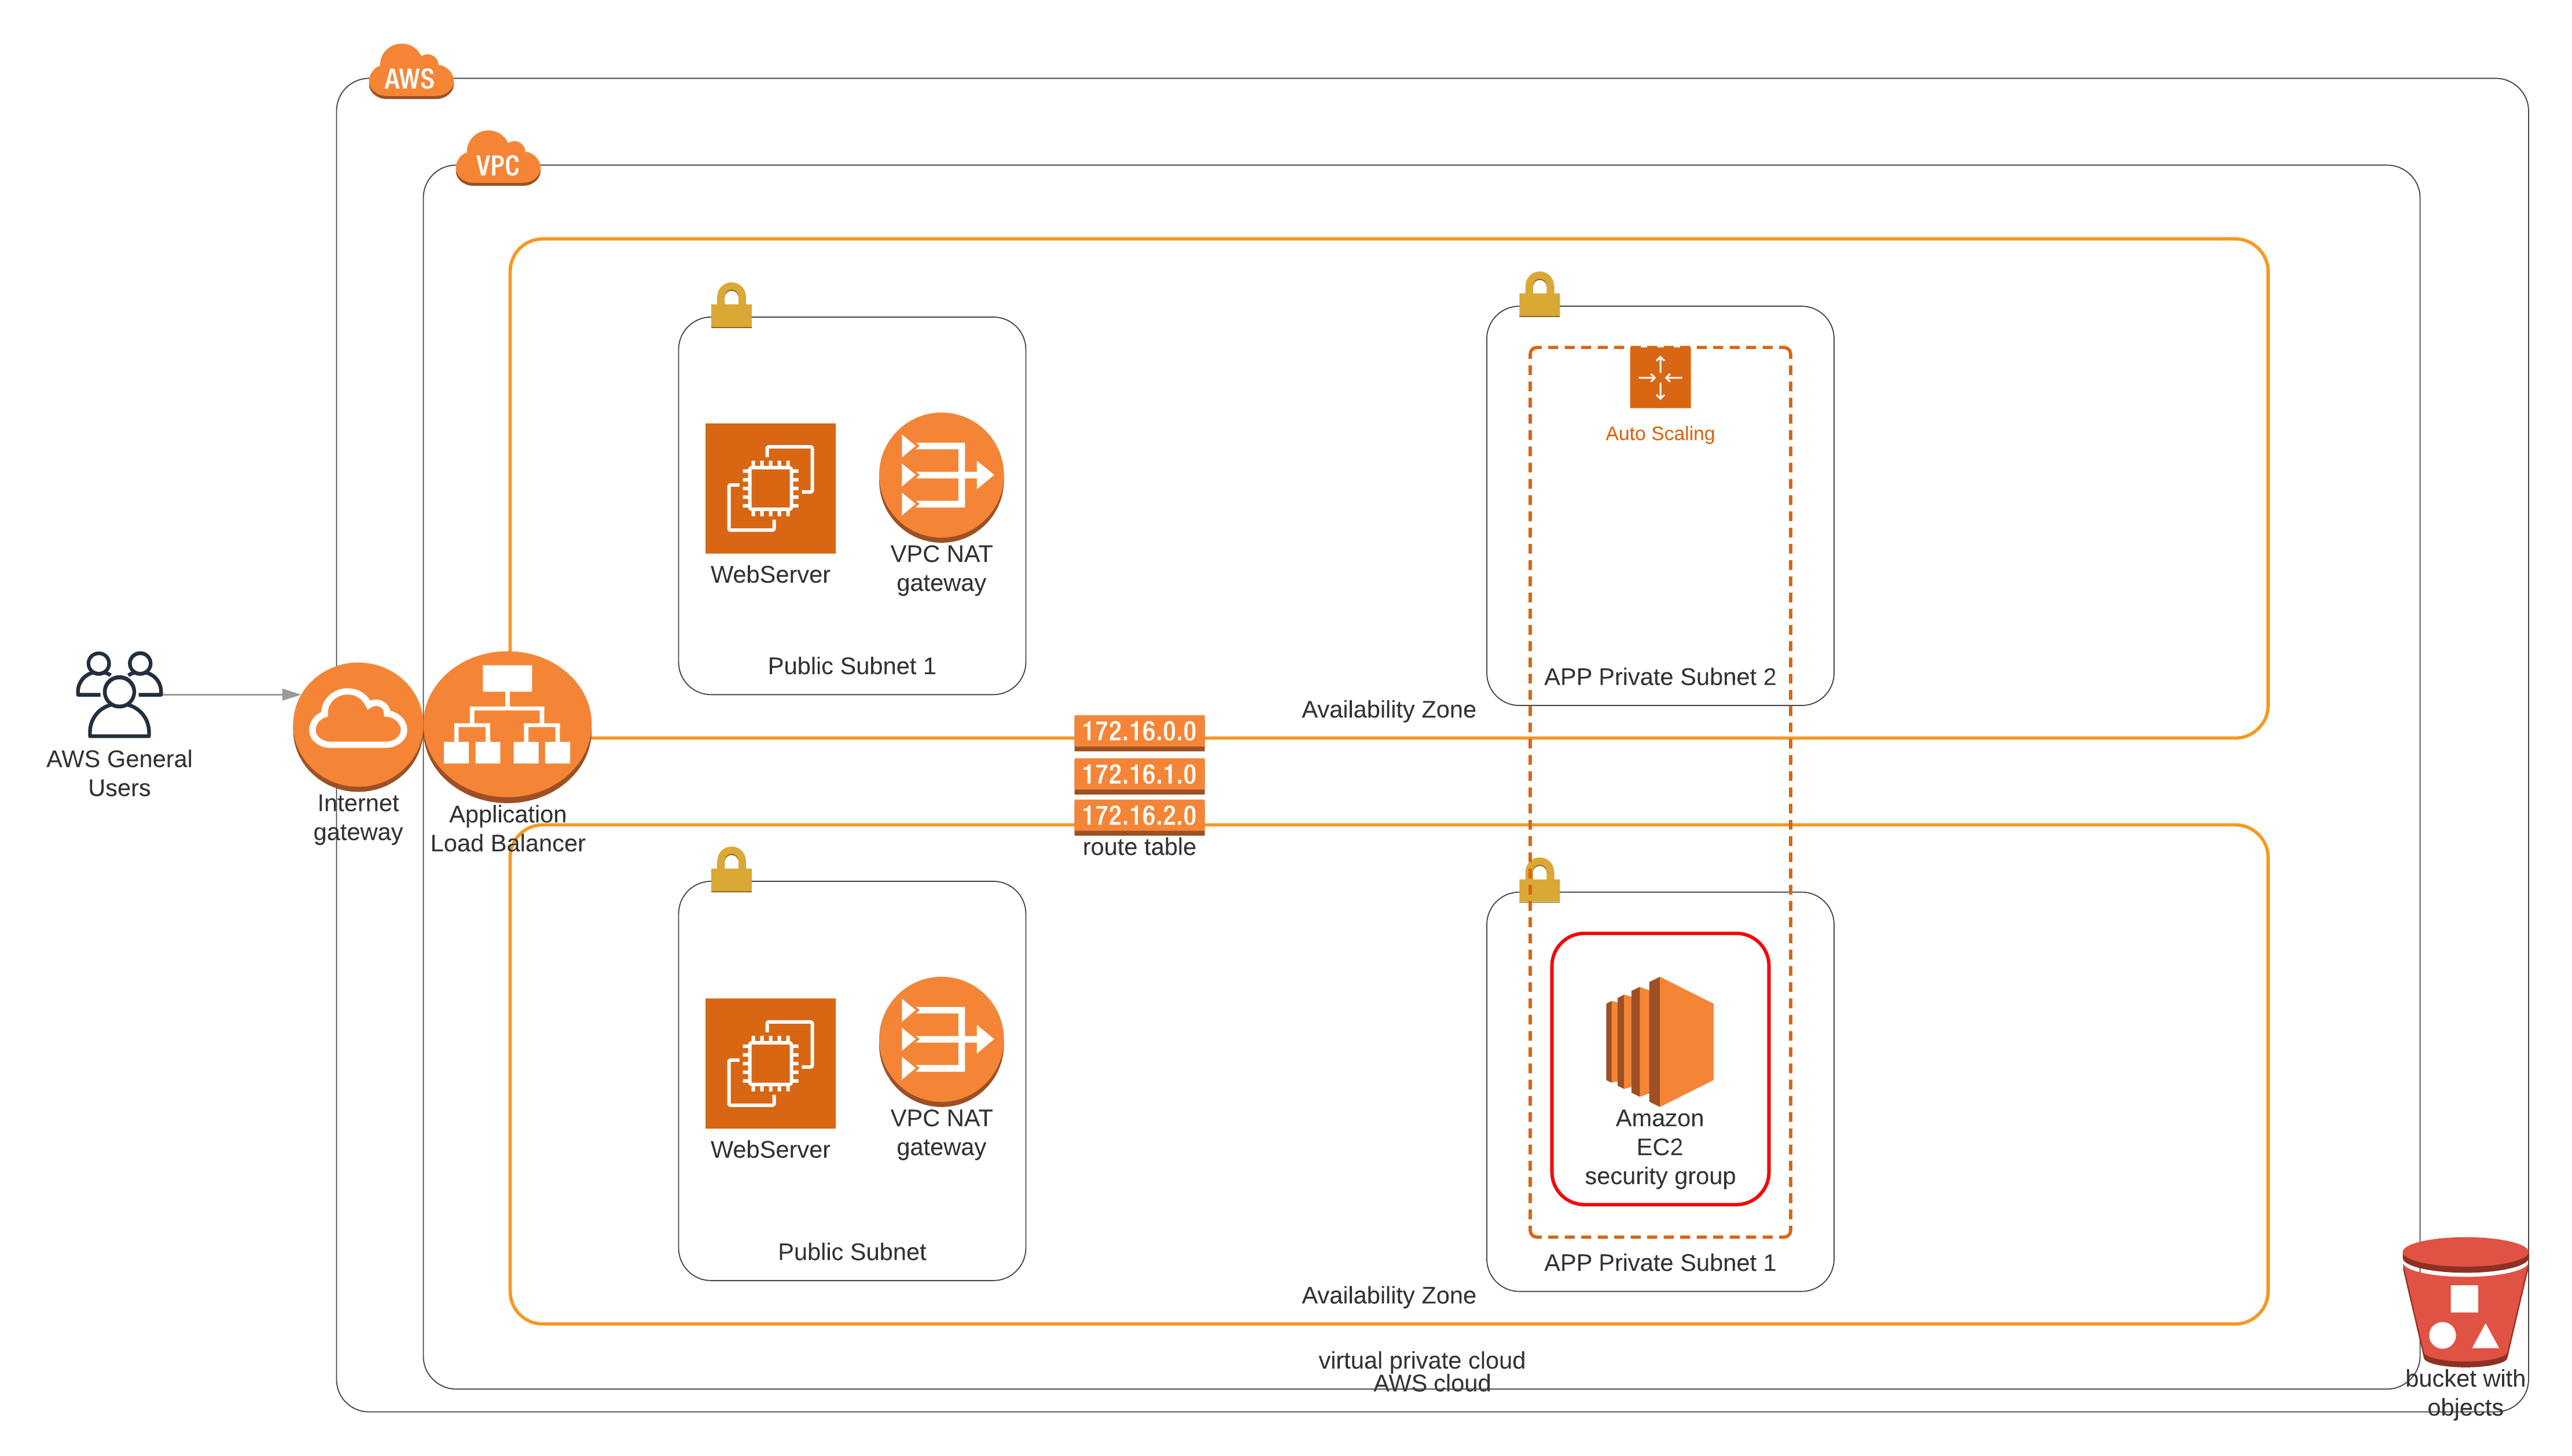 AWS
VPC
Auto Scaling
WebServer
VPC NAT
gateway
Public Subnet 1
APP Private Subnet 2
Availability Zone
172.16.0.0
172.16.1.0
172.16.2.0
route table
AWS General
Users
Internet
gateway
Application
Load Balancer
WebServer
VPC NAT
gateway
Public Subnet
Amazon
EC2
security group
APP Private Subnet 1
Availability Zone
virtual private cloud
AWS cloud
bucket with
objects